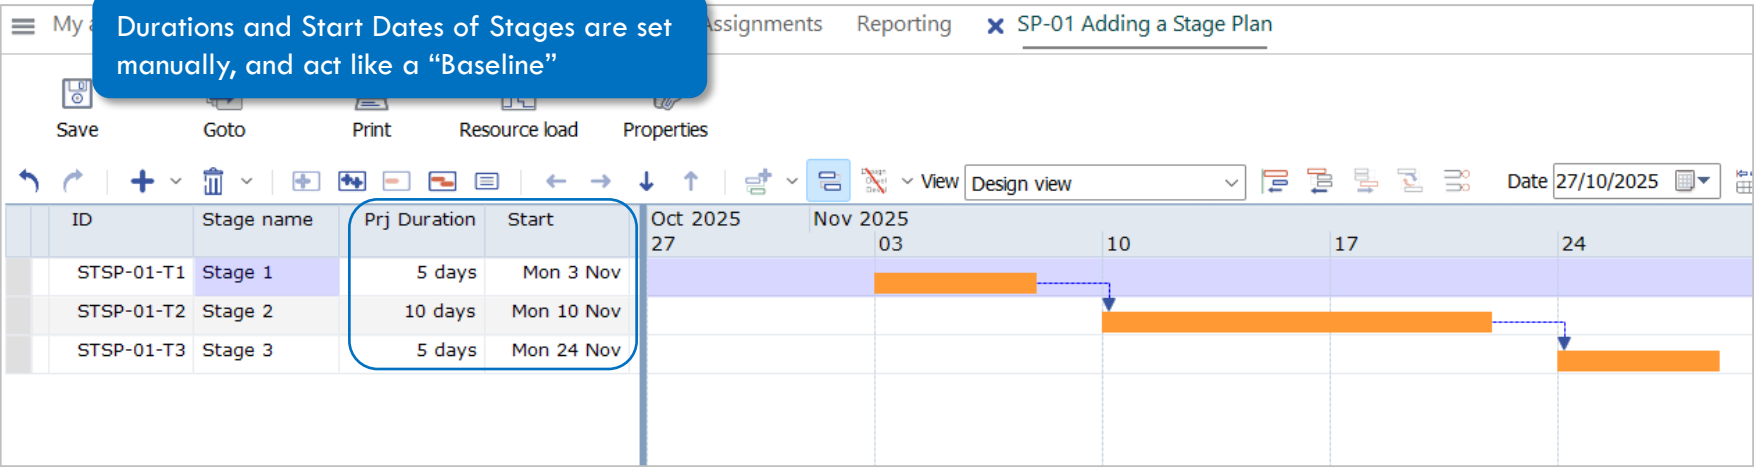 My a
Durations and Start Dates of Stages are set
manually, and act like a “Baseline”
Assignments
Reporting
SP-01 Adding a Stage Plan
Save
Goto
Print
Resource load
Properties
View
Design view
Date
27/10/2025
ID
Stage name
Prj Duration
Start
Oct 2025
Nov 2025
27
03
10
17
24
STSP-01-T1
Stage 1
5 days
Mon 3 Nov
STSP-01-T2
Stage 2
10 days
Mon 10 Nov
STSP-01-T3
Stage 3
5 days
Mon 24 Nov